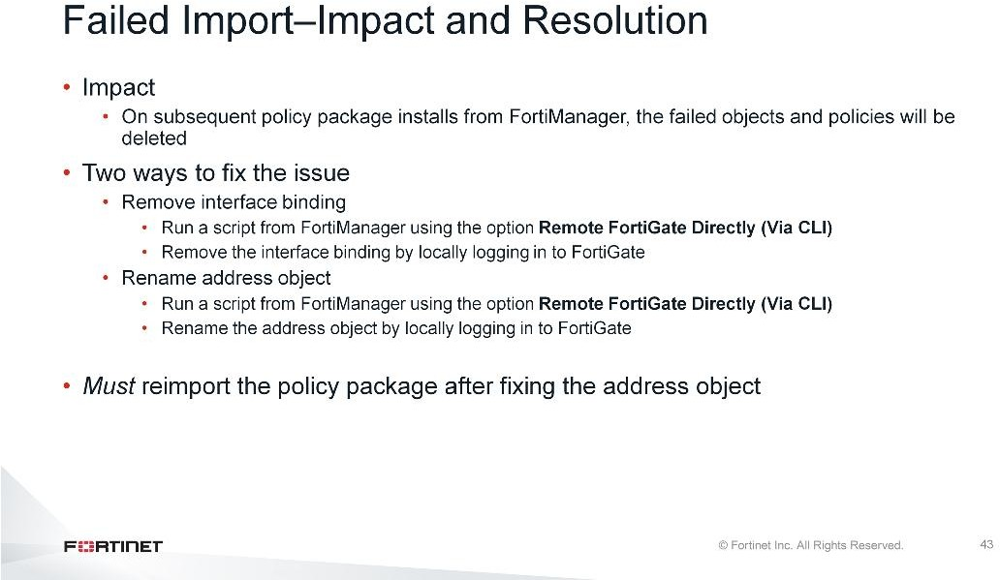 Failed Import–Impact and Resolution
• Impact
• On subsequent policy package installs from FortiManager, the failed objects and policies will be
deleted
• Two ways to fix the issue
• Remove interface binding
• Run a script from FortiManager using the option Remote FortiGate Directly (Via CLI)
• Remove the interface binding by locally logging in to FortiGate
• Rename address object
• Run a script from FortiManager using the option Remote FortiGate Directly (Via CLI)
• Rename the address object by locally logging in to FortiGate
• Must reimport the policy package after fixing the address object
FORTINET
© Fortinet Inc. All Rights Reserved.
43